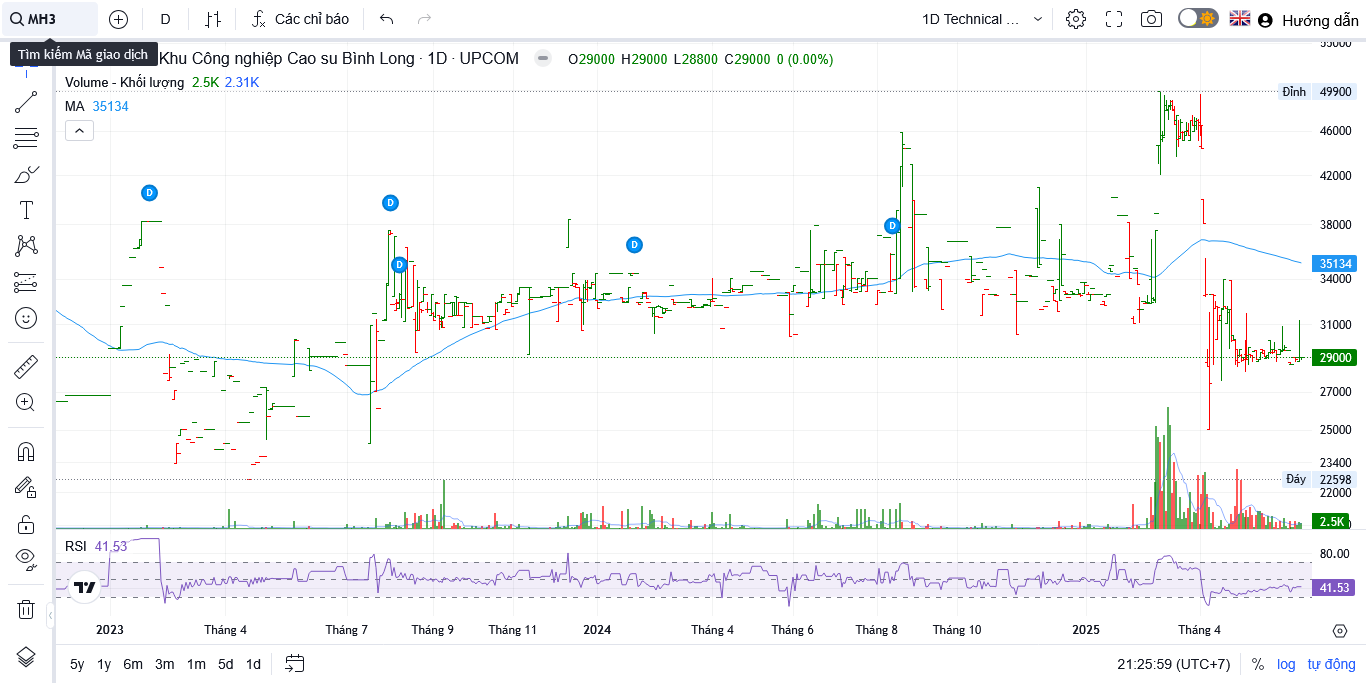 MH3 D Các chỉ báo 1D Technical ... Hướng dẫn
Tìm kiếm Mã giao dịch
Khu Công nghiệp Cao su Bình Long · 1D · UPCOM O29000 H29000 L28800 C29000 0 (0.00%)
Volume - Khối lượng 2.5K 2.31K
MA 35134
55000
Đỉnh 49900
46000
42000
38000
35134
34000
31000
29000
27000
25000
23400
Đáy 22598
22000
2.5K
D
D
D
D
D
RSI 41.53
80.00
41.53
2023 Tháng 4 Tháng 7 Tháng 9 Tháng 11 2024 Tháng 4 Tháng 6 Tháng 8 Tháng 10 2025 Tháng 4
5y 1y 6m 3m 1m 5d 1d 21:25:59 (UTC+7) % log tự động